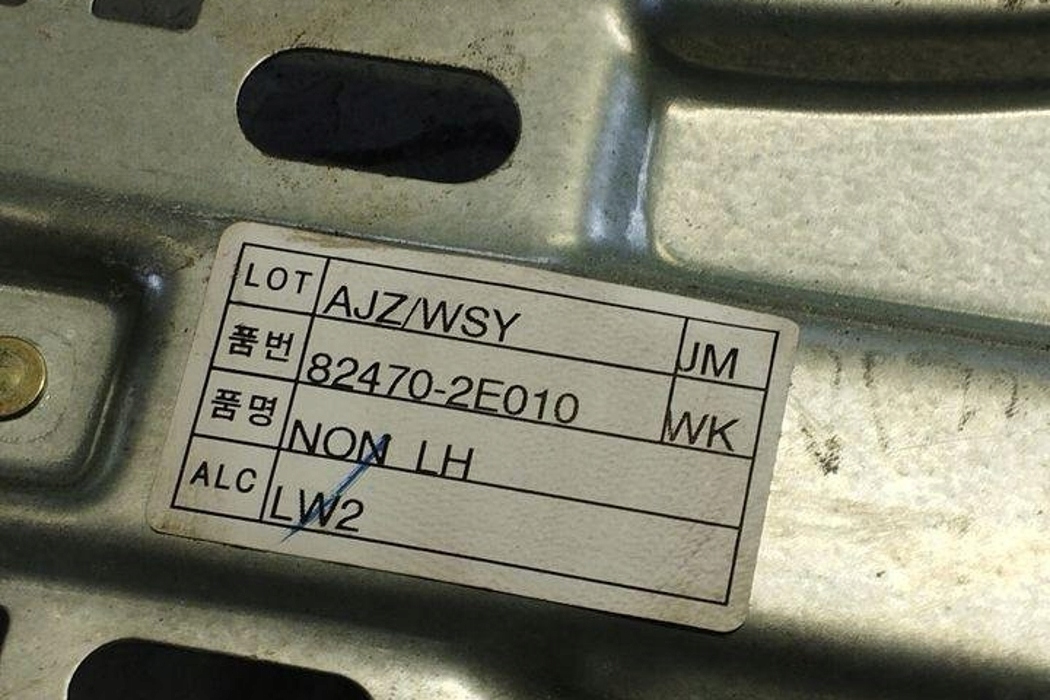 LOT AJZ/WSY JM
품번 82470-2E010 WK
품명 NON LH
ALC LW2